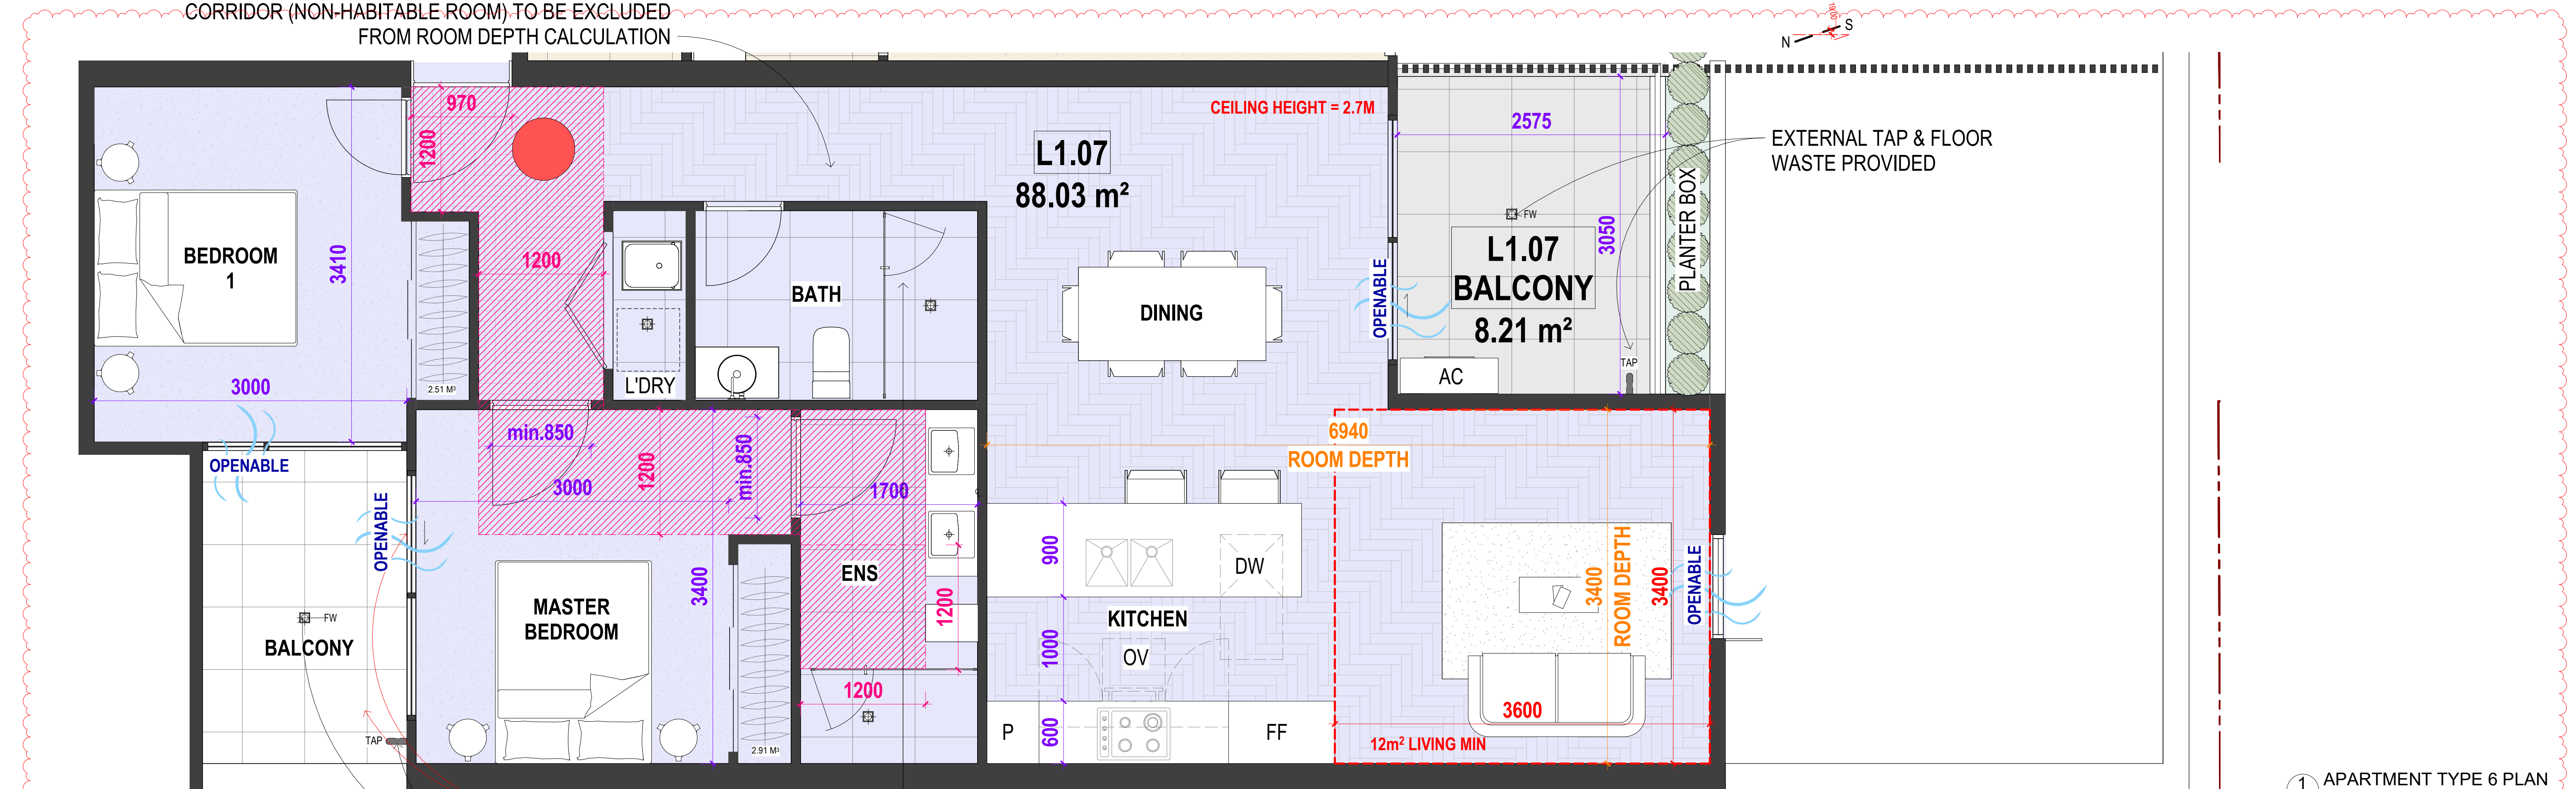 CORRIDOR (NON-HABITABLE ROOM) TO BE EXCLUDED
FROM ROOM DEPTH CALCULATION
19.00°
N
S
970
1200
CEILING HEIGHT = 2.7M
2575
EXTERNAL TAP & FLOOR
WASTE PROVIDED
L1.07
88.03 m²
PLANTER BOX
FW
3050
L1.07
BALCONY
8.21 m²
BEDROOM
1
3410
1200
BATH
DINING
OPENABLE
TAP
AC
3000
2.51 M³
L'DRY
OPENABLE
min.850
min.850
1200
3000
1700
6940
ROOM DEPTH
OPENABLE
900
DW
3400
ENS
1200
3400
ROOM DEPTH
3400
OPENABLE
MASTER
BEDROOM
KITCHEN
FW
BALCONY
1000
OV
1200
3600
P
600
FF
TAP
2.91 M³
12m² LIVING MIN
1
APARTMENT TYPE 6 PLAN